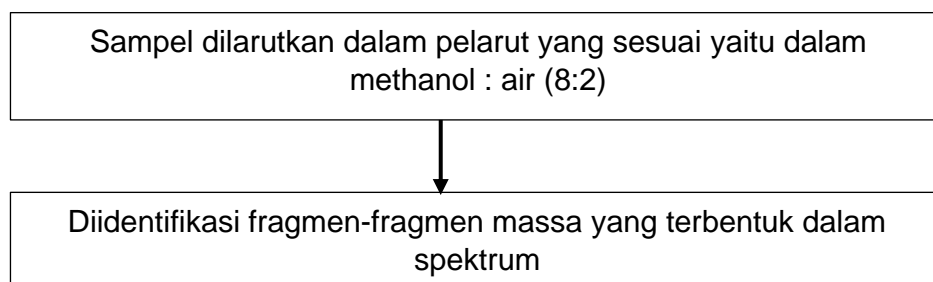 Sampel dilarutkan dalam pelarut yang sesuai yaitu dalam
methanol : air (8:2)
Diidentifikasi fragmen-fragmen massa yang terbentuk dalam
spektrum